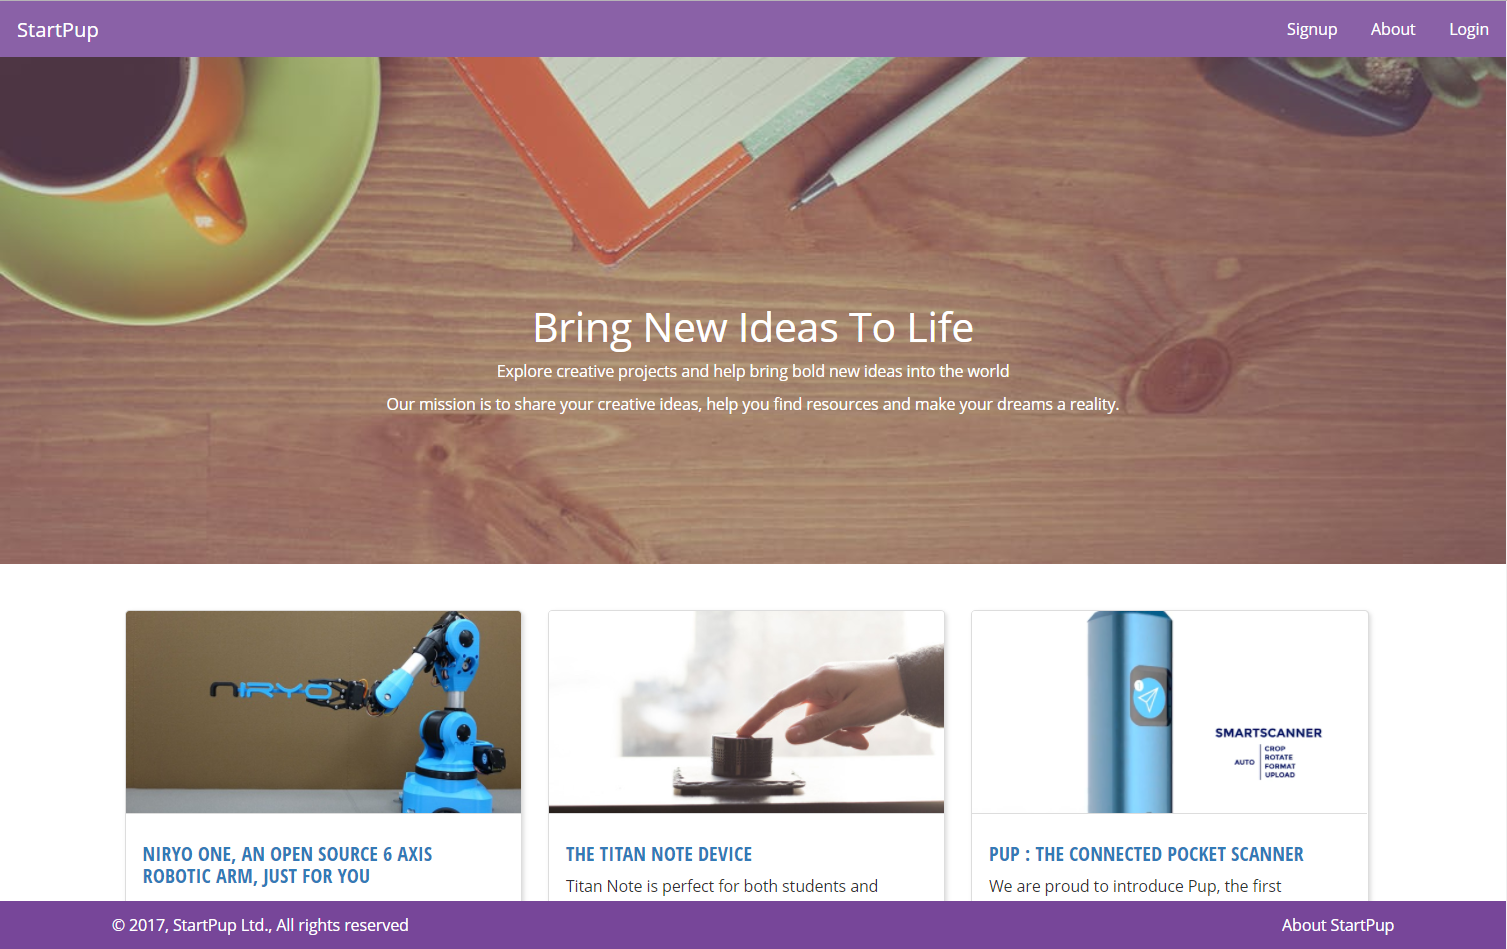 StartPup
Signup About Login
Bring New Ideas To Life
Explore creative projects and help bring bold new ideas into the world
Our mission is to share your creative ideas, help you find resources and make your dreams a reality.
NIRYO
SMARTSCANNER
AUTO
CROP
ROTATE
FORMAT
UPLOAD
NIRYO ONE, AN OPEN SOURCE 6 AXIS
ROBOTIC ARM, JUST FOR YOU
THE TITAN NOTE DEVICE
Titan Note is perfect for both students and
PUP : THE CONNECTED POCKET SCANNER
We are proud to introduce Pup, the first
© 2017, StartPup Ltd., All rights reserved
About StartPup